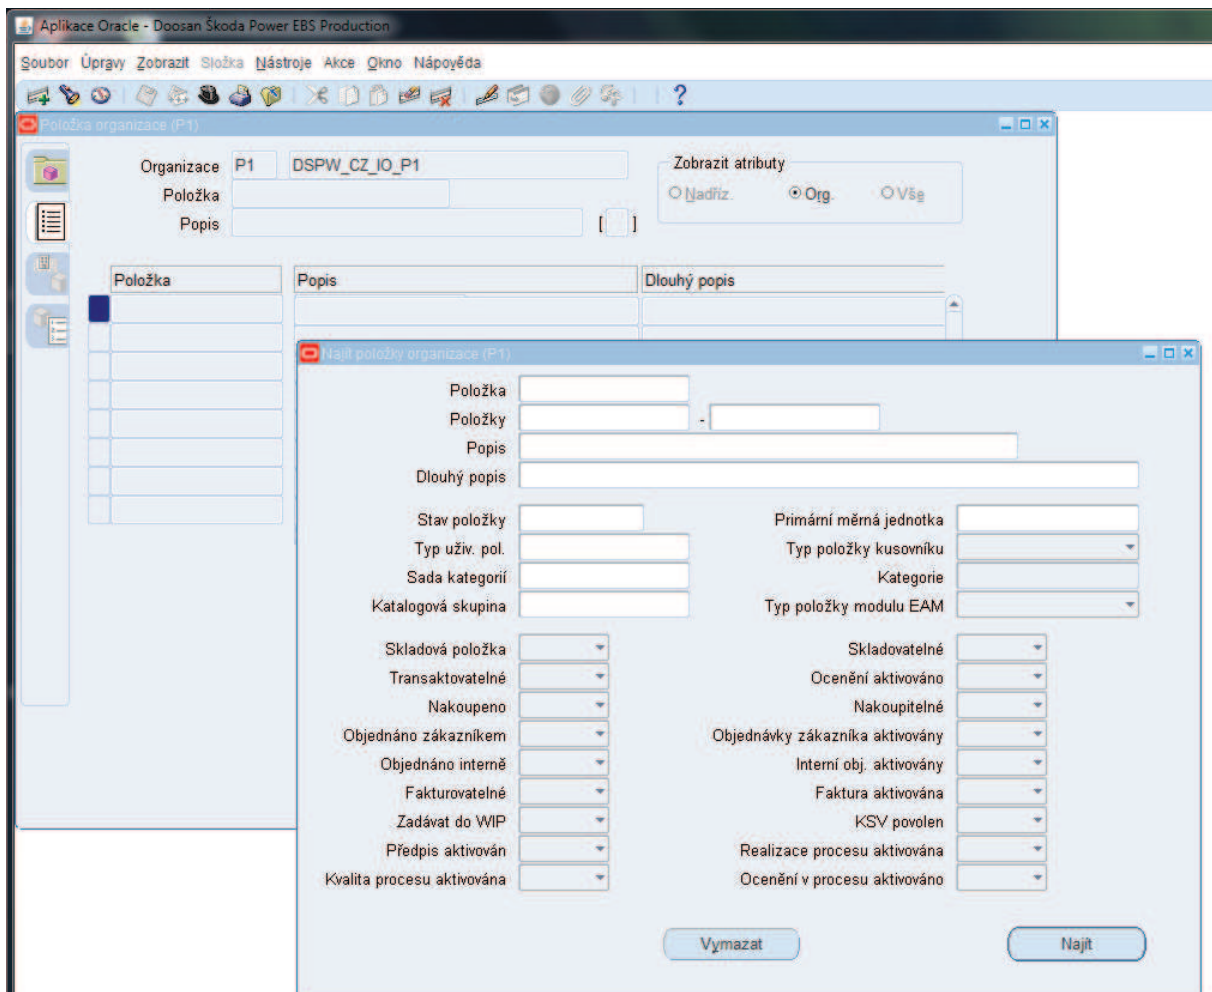 Aplikace Oracle - Doosan Škoda Power EBS Production
Soubor Úpravy Zobrazit Složka Nástroje Akce Okno Nápověda
Položka organizace (P1)
Organizace P1 DSPW_CZ_IO_P1
Položka
Popis [ ]
Zobrazit atributy
Nadříz. Org. Vše
Položka Popis Dlouhý popis
Najít položky organizace (P1)
Položka
Položky -
Popis
Dlouhý popis
Stav položky Primární měrná jednotka
Typ uživ. pol. Typ položky kusovníku
Sada kategorií Kategorie
Katalogová skupina Typ položky modulu EAM
Skladová položka Skladovatelné
Transaktovatelné Ocenění aktivováno
Nakoupeno Nakoupitelné
Objednáno zákazníkem Objednávky zákazníka aktivovány
Objednáno interně Interní obj. aktivovány
Fakturovatelné Faktura aktivována
Zadávat do WIP KSV povolen
Předpis aktivován Realizace procesu aktivována
Kvalita procesu aktivována Ocenění v procesu aktivováno
Vymazat Najít